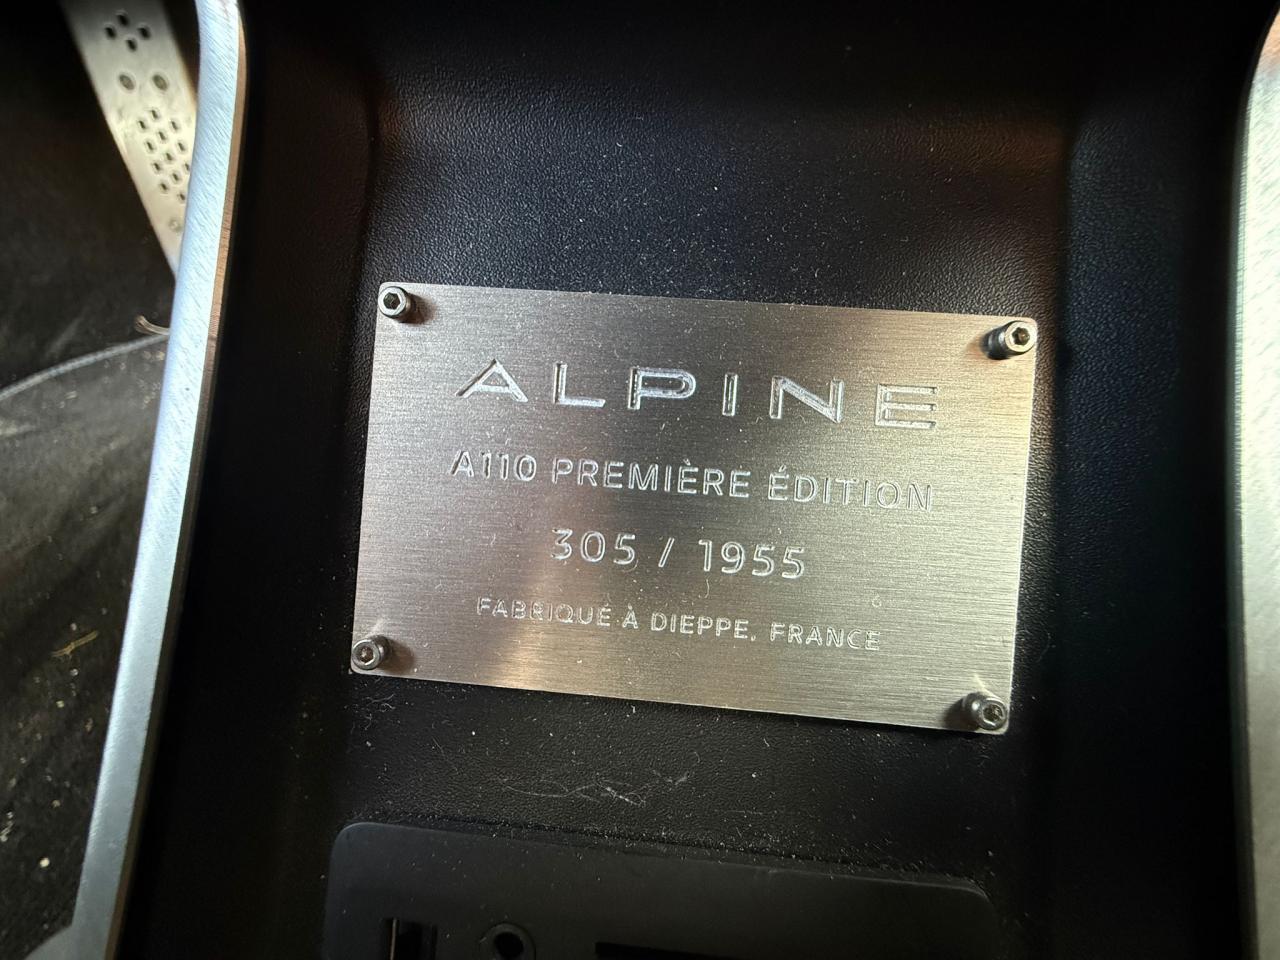 ALPINE
A110 PREMIÈRE ÉDITION
305 / 1955
FABRIQUÉ À DIEPPE, FRANCE